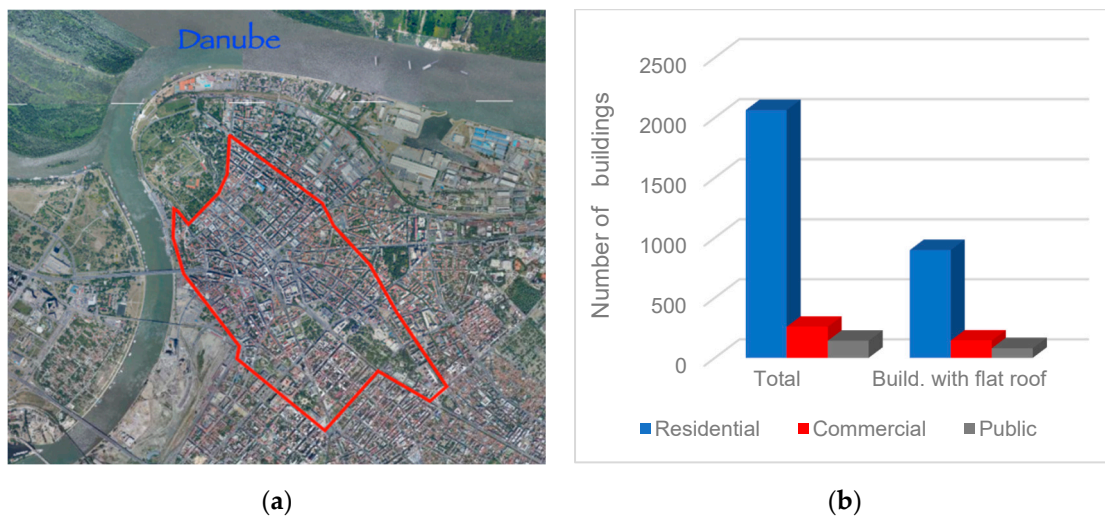 Danube
Number of buildings
2500
2000
1500
1000
500
0
Total
Build. with flat roof
Residential
Commercial
Public
(a)
(b)